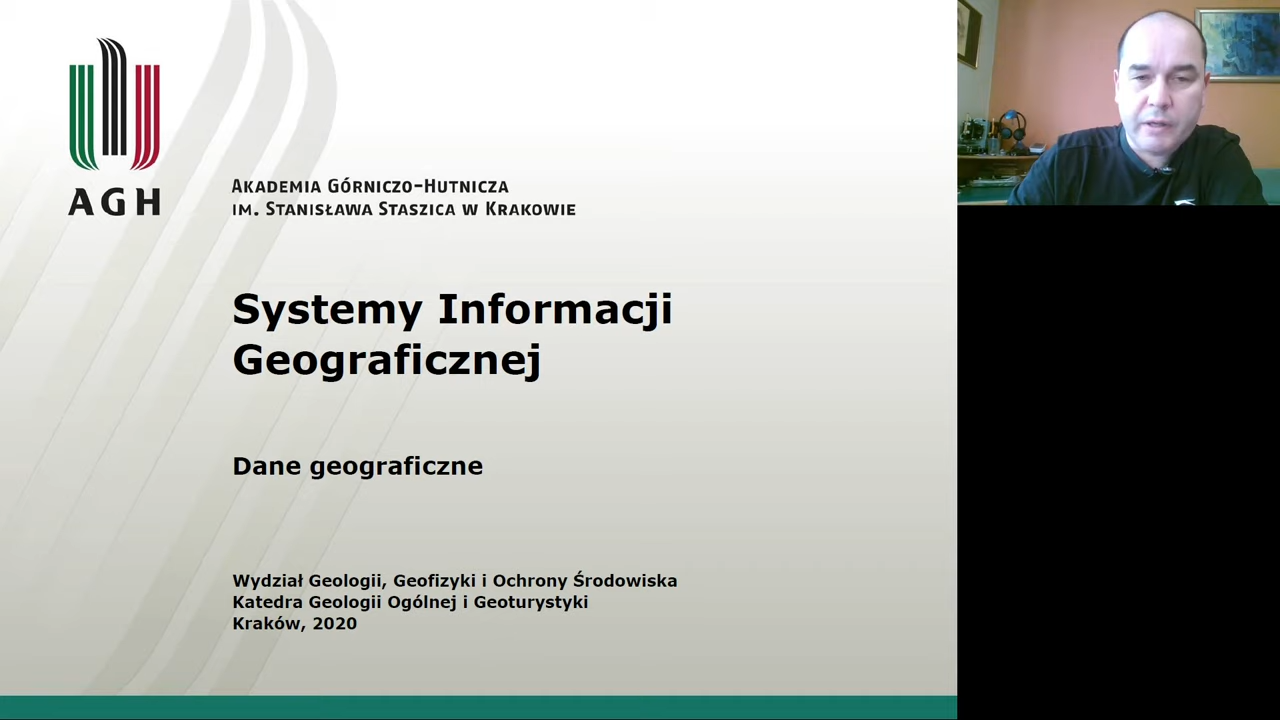 AGH
AKADEMIA GÓRNICZO-HUTNICZA
IM. STANISŁAWA STASZICA W KRAKOWIE
Systemy Informacji
Geograficznej
Dane geograficzne
Wydział Geologii, Geofizyki i Ochrony Środowiska
Katedra Geologii Ogólnej i Geoturystyki
Kraków, 2020